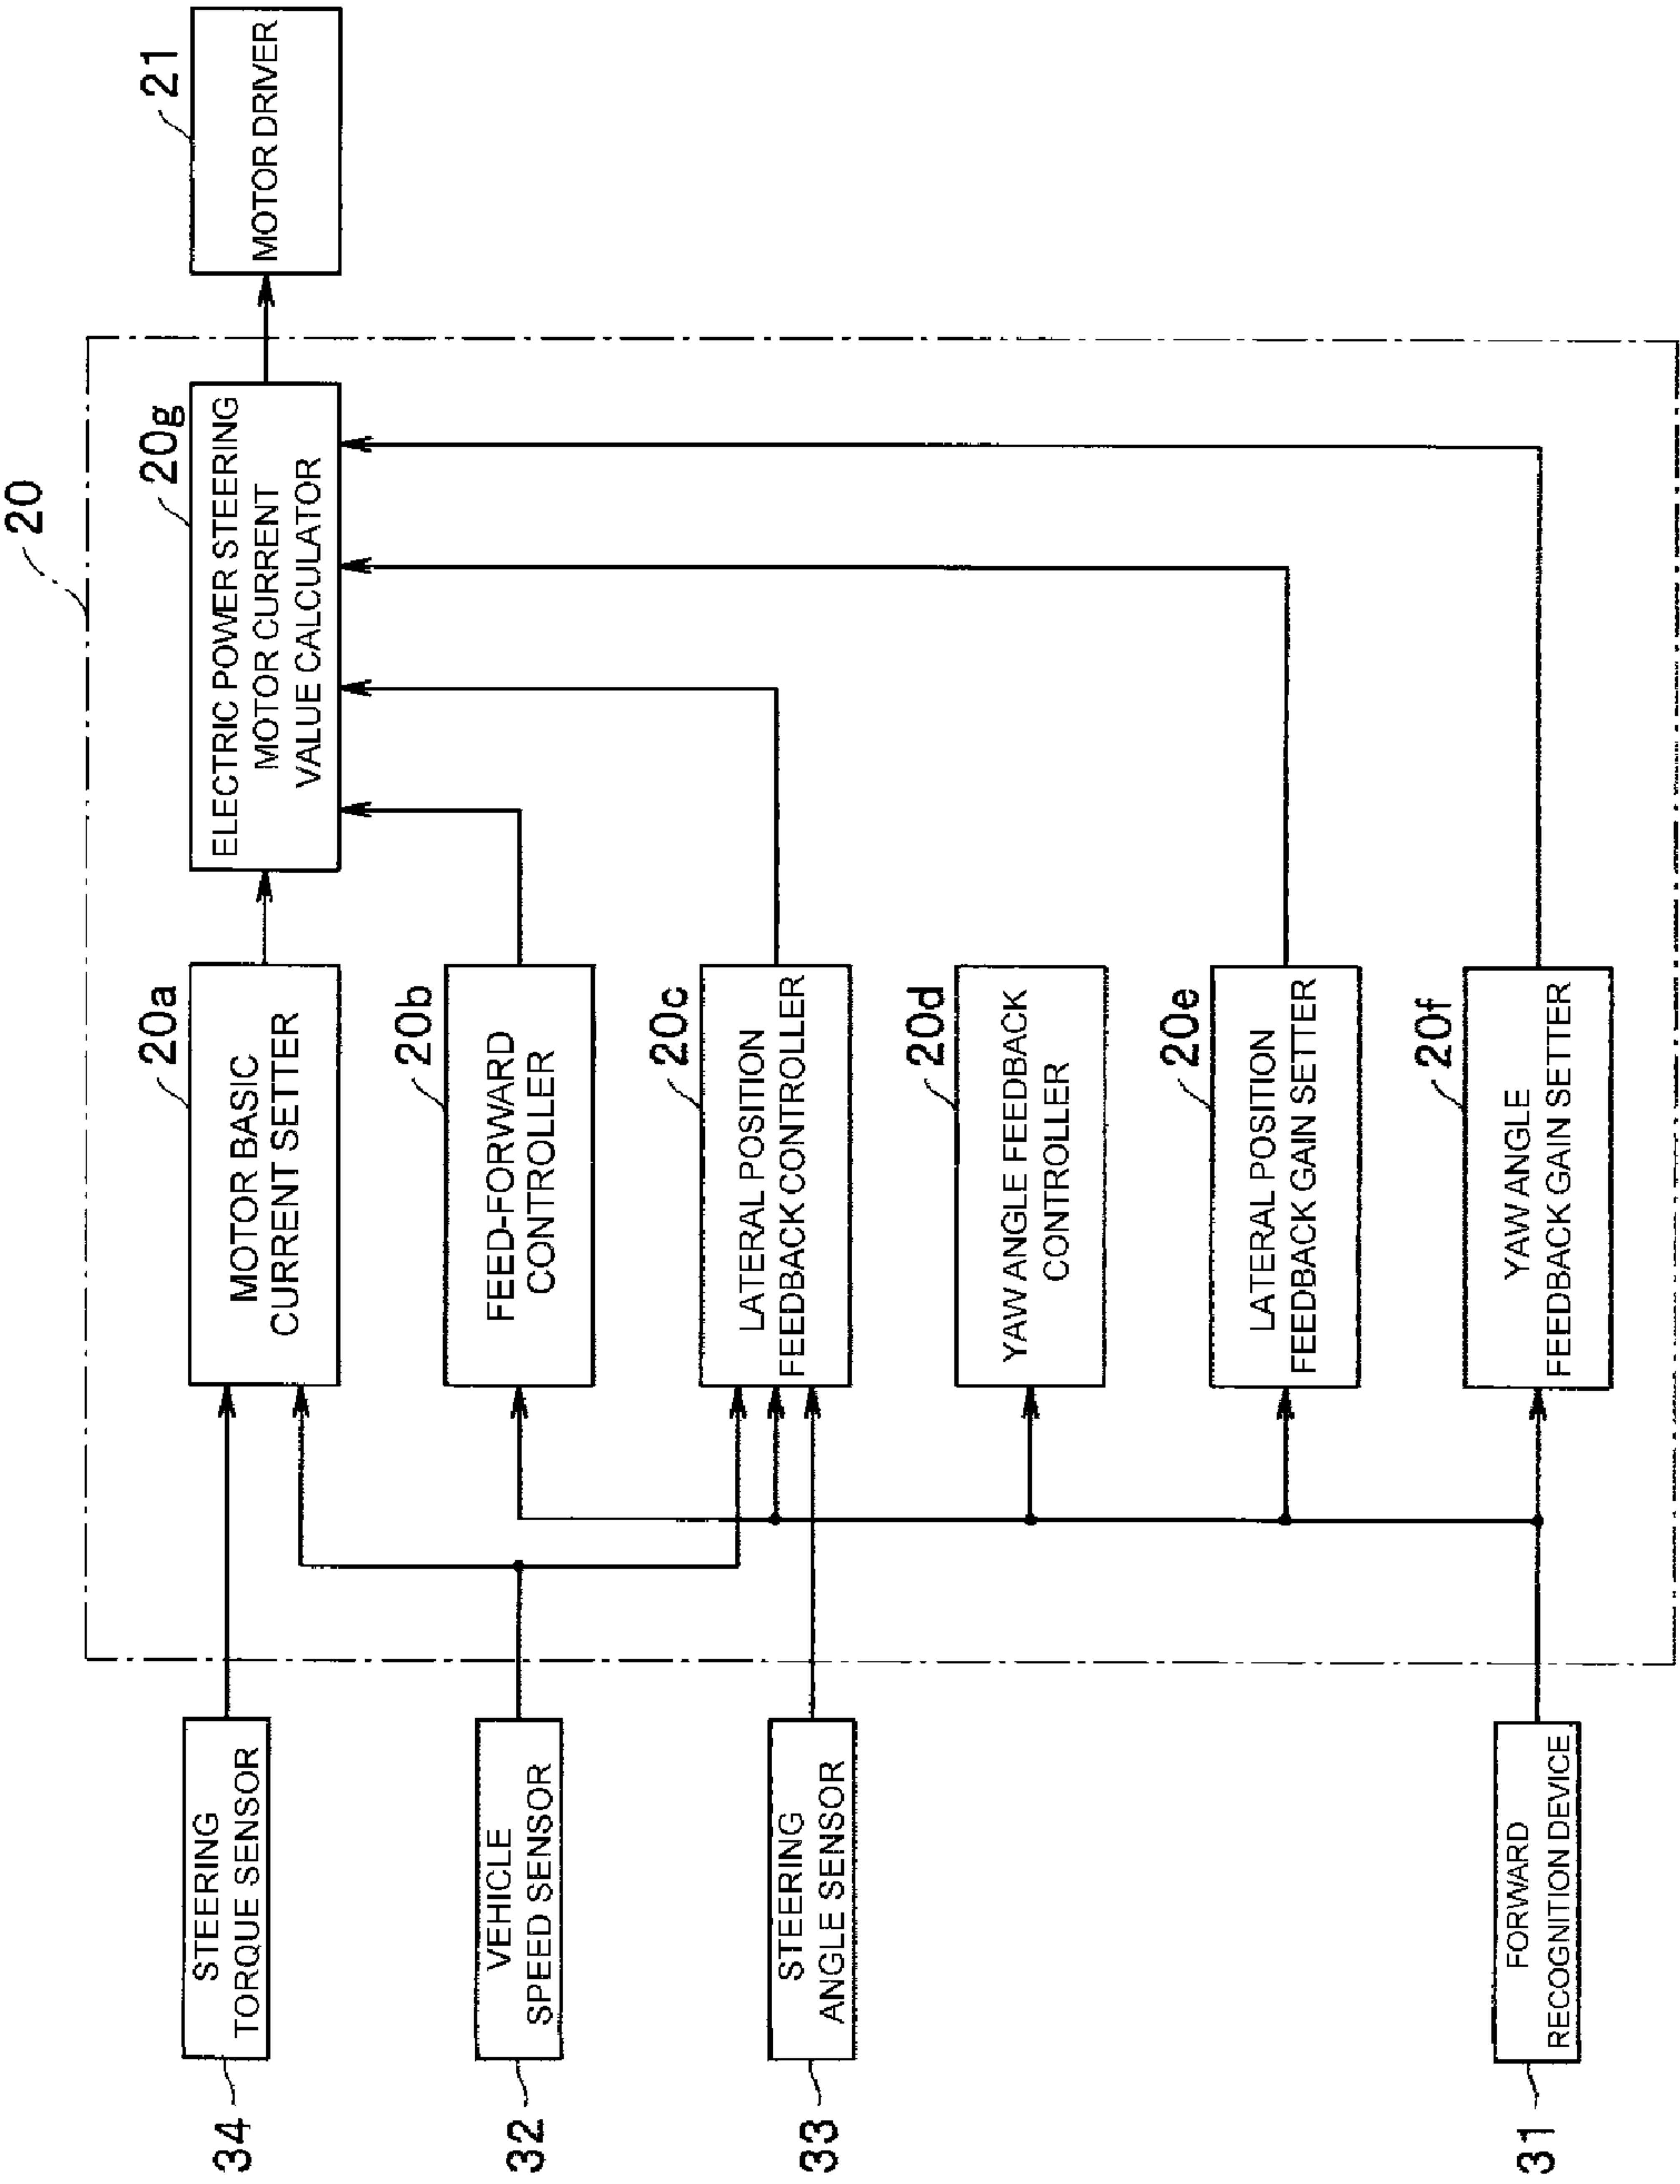 20
34
STEERING
TORQUE SENSOR
32
VEHICLE
SPEED SENSOR
33
STEERING
ANGLE SENSOR
31
FORWARD
RECOGNITION DEVICE
20a
MOTOR BASIC
CURRENT SETTER
20b
FEED-FORWARD
CONTROLLER
20c
LATERAL POSITION
FEEDBACK CONTROLLER
20d
YAW ANGLE FEEDBACK
CONTROLLER
20e
LATERAL POSITION
FEEDBACK GAIN SETTER
20f
YAW ANGLE
FEEDBACK GAIN SETTER
20g
ELECTRIC POWER STEERING
MOTOR CURRENT
VALUE CALCULATOR
21
MOTOR DRIVER